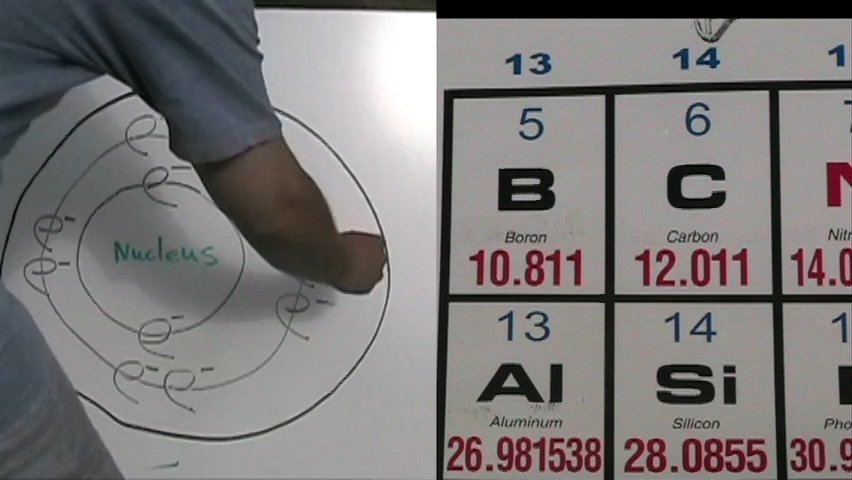 e-
e-
e-
e-
Nucleus
e-
e-
e-
e-
13 14
5 6
B C
Boron Carbon
10.811 12.011
13 14
Al Si
Aluminum Silicon
26.981538 28.0855